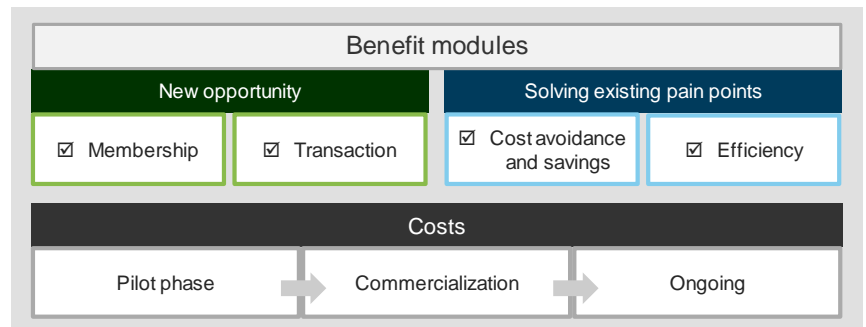 Benefit modules
New opportunity
Solving existing pain points
☑ Membership
☑ Transaction
☑ Cost avoidance
and savings
☑ Efficiency
Costs
Pilot phase
Commercialization
Ongoing